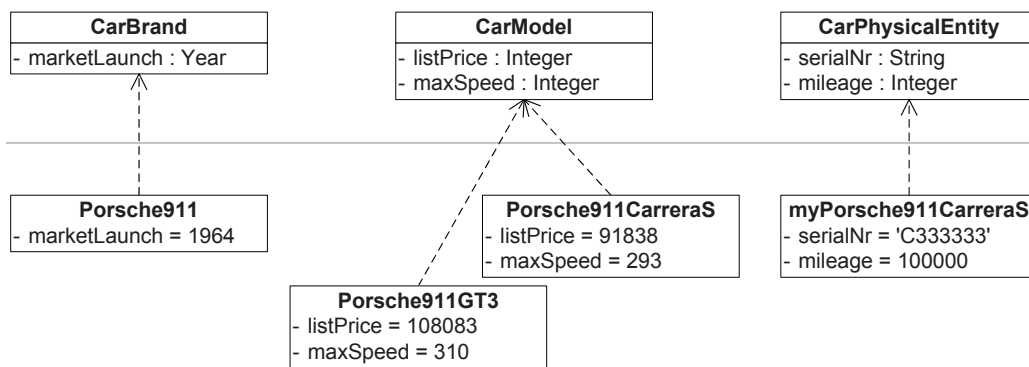 CarBrand
- marketLaunch : Year
CarModel
- listPrice : Integer
- maxSpeed : Integer
CarPhysicalEntity
- serialNr : String
- mileage : Integer
Porsche911
- marketLaunch = 1964
Porsche911CarreraS
- listPrice = 91838
- maxSpeed = 293
myPorsche911CarreraS
- serialNr = 'C333333'
- mileage = 100000
Porsche911GT3
- listPrice = 108083
- maxSpeed = 310